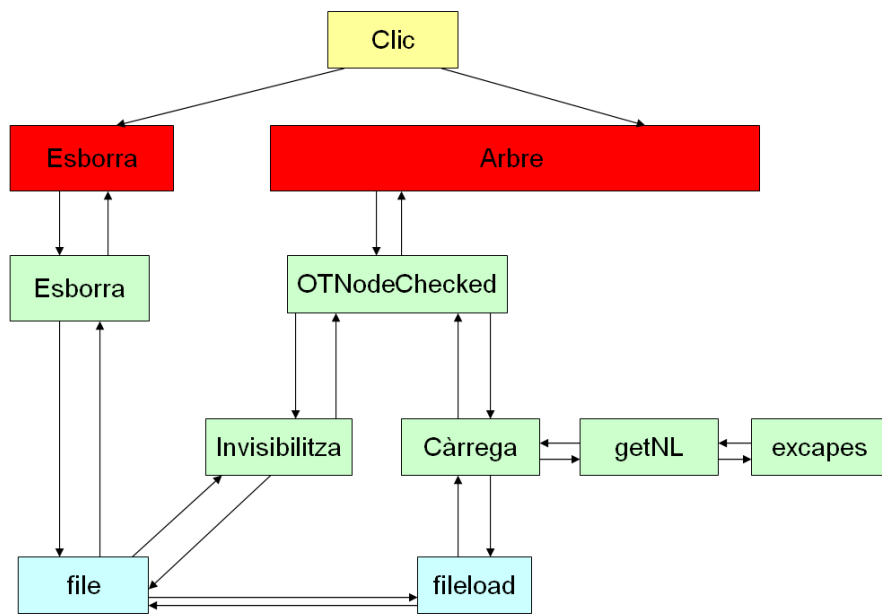 Clic
Esborra
Arbre
Esborra
OTNodeChecked
Invisibilitza
Càrrega
getNL
excapes
file
fileload